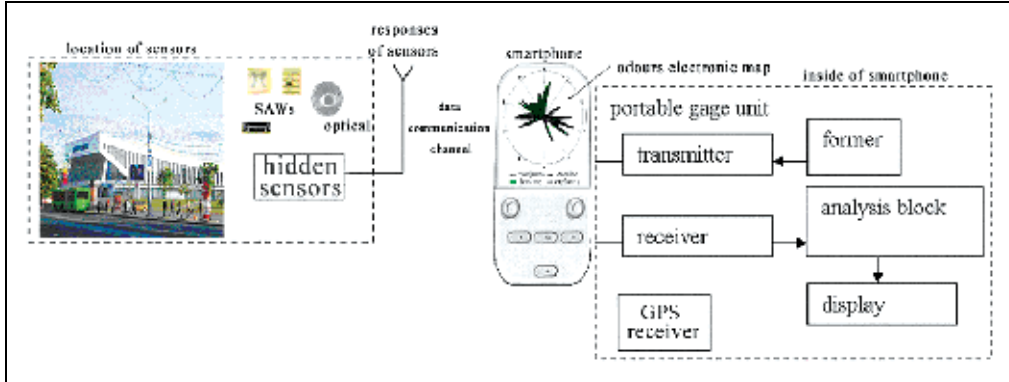 location of sensors
SAWs
optical
hidden
sensors
responses
of sensors
data
communication
channel
smartphone
odours electronic map
inside of smartphone
portable gage unit
transmitter
former
receiver
analysis block
display
GPS
receiver